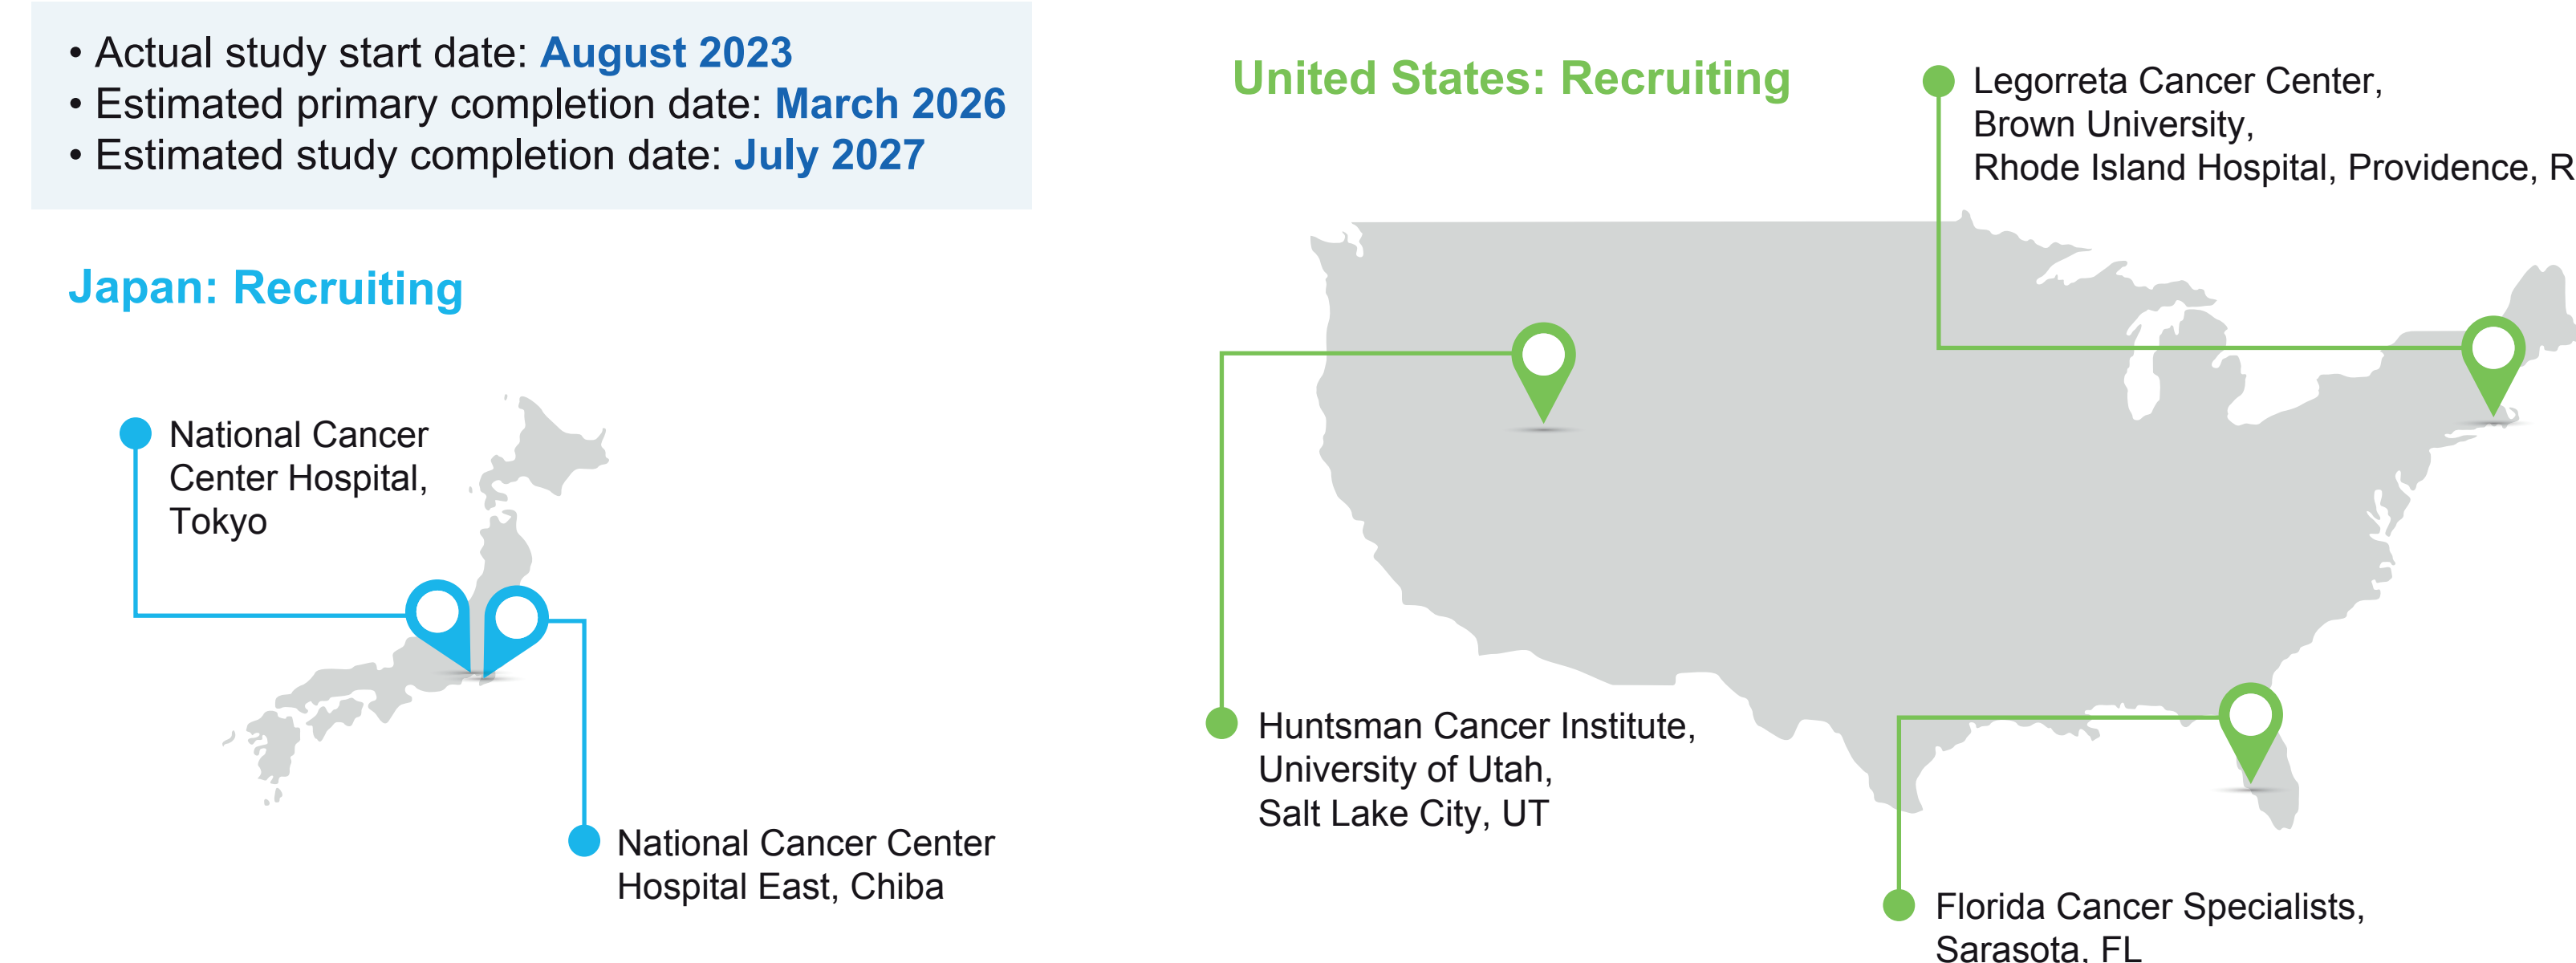 • Actual study start date: August 2023
• Estimated primary completion date: March 2026
• Estimated study completion date: July 2027
Japan: Recruiting
National Cancer
Center Hospital,
Tokyo
National Cancer Center
Hospital East, Chiba
United States: Recruiting
Legorreta Cancer Center,
Brown University,
Rhode Island Hospital, Providence, R
Huntsman Cancer Institute,
University of Utah,
Salt Lake City, UT
Florida Cancer Specialists,
Sarasota, FL